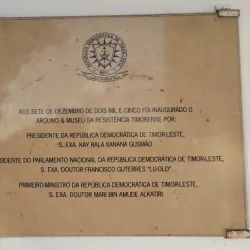 AOS SETE DE DEZEMBRO DE DOIS MIL E CINCO FOI INAUGURADO O
ARQUIVO & MUSEU DA RESISTÊNCIA TIMORENSE POR:
PRESIDENTE DA REPÚBLICA DEMOCRÁTICA DE TIMOR-LESTE,
S. EXA. KAY RALA XANANA GUSMÃO
SIDENTE DO PARLAMENTO NACIONAL DA REPÚBLICA DEMOCRÁTICA DE TIMOR-LESTE,
S. EXA. DOUTOR FRANCISCO GUTERRES "LU-OLO"
PRIMEIRO-MINISTRO DA REPÚBLICA DEMOCRÁTICA DE TIMOR-LESTE,
S. EXA. DOUTOR MARI BIN AMUDE ALKATIRI